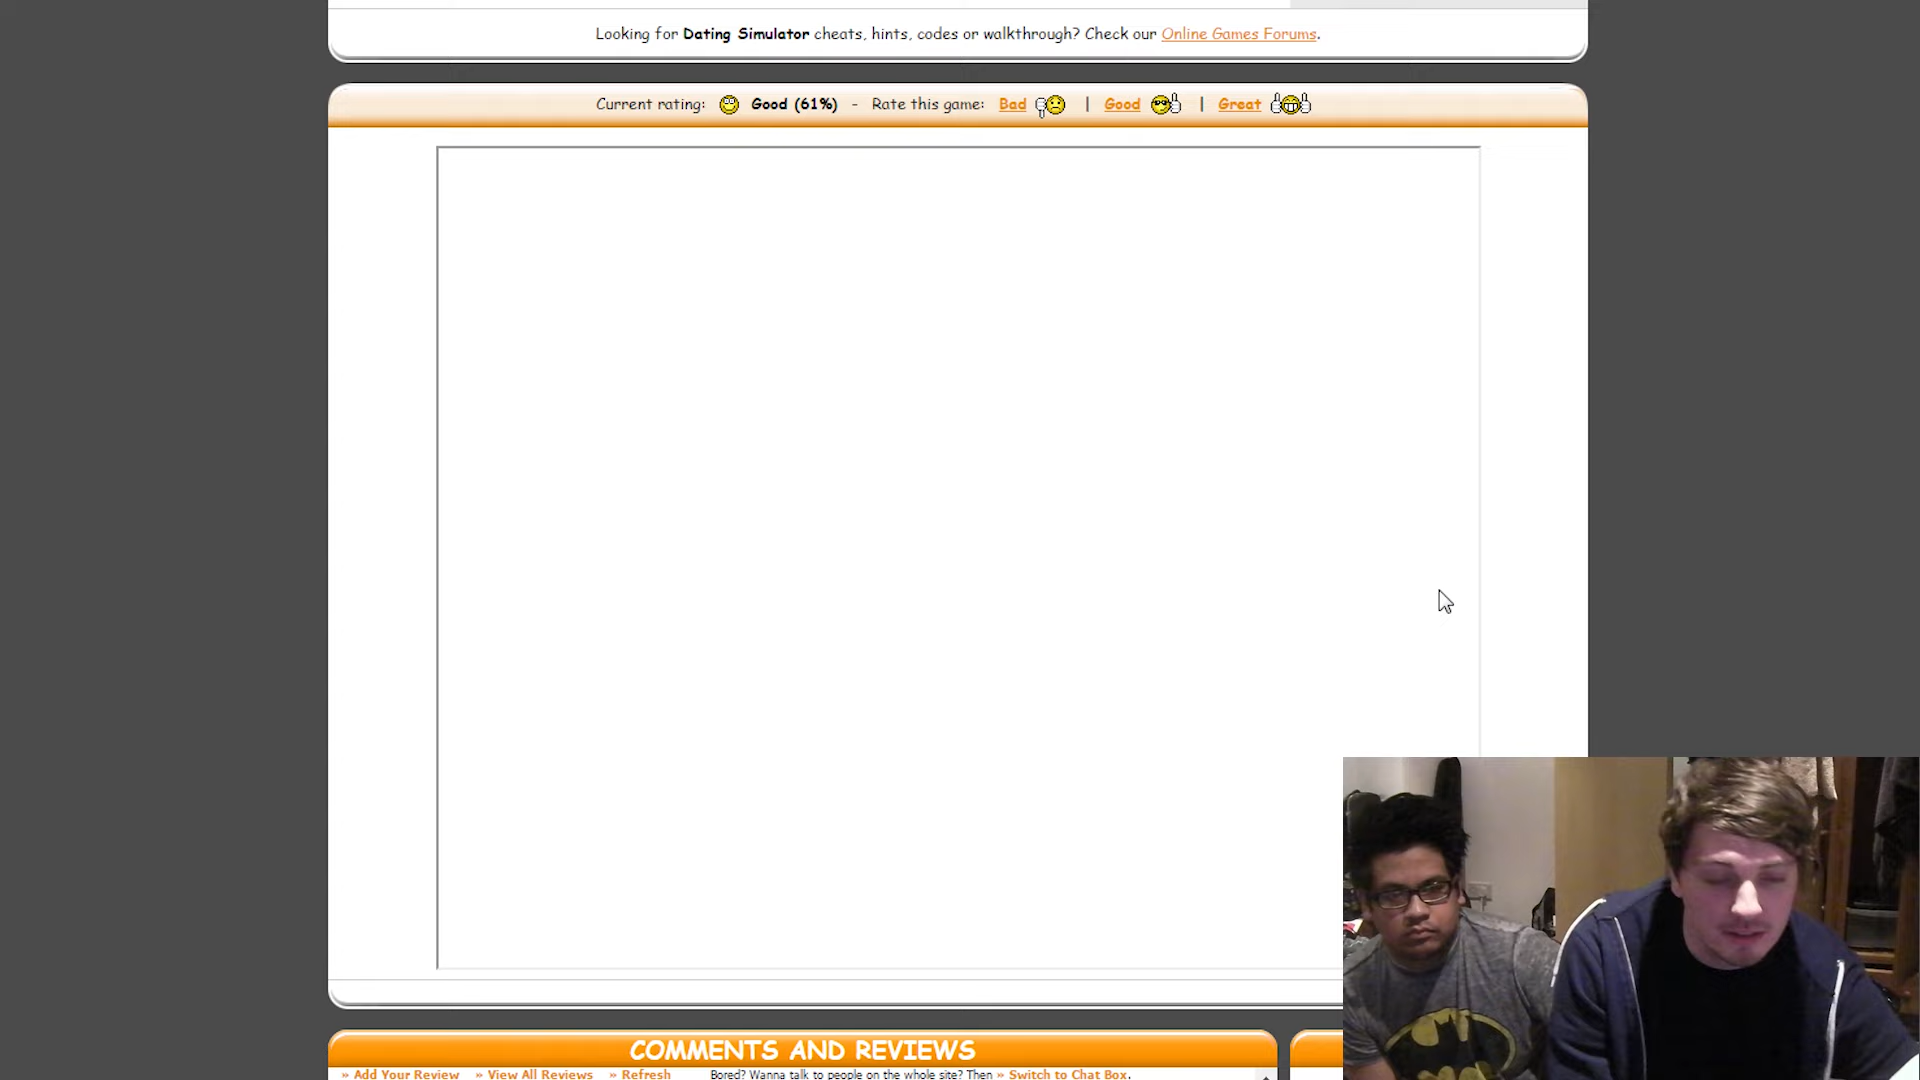 Looking for Dating Simulator cheats, hints, codes or walkthrough? Check our Online Games Forums.
Current rating: Good (61%) - Rate this game: Bad | Good | Great
COMMENTS AND REVIEWS
» Add Your Review » View All Reviews » Refresh Bored? Wanna talk to people on the whole site? Then » Switch to Chat Box.